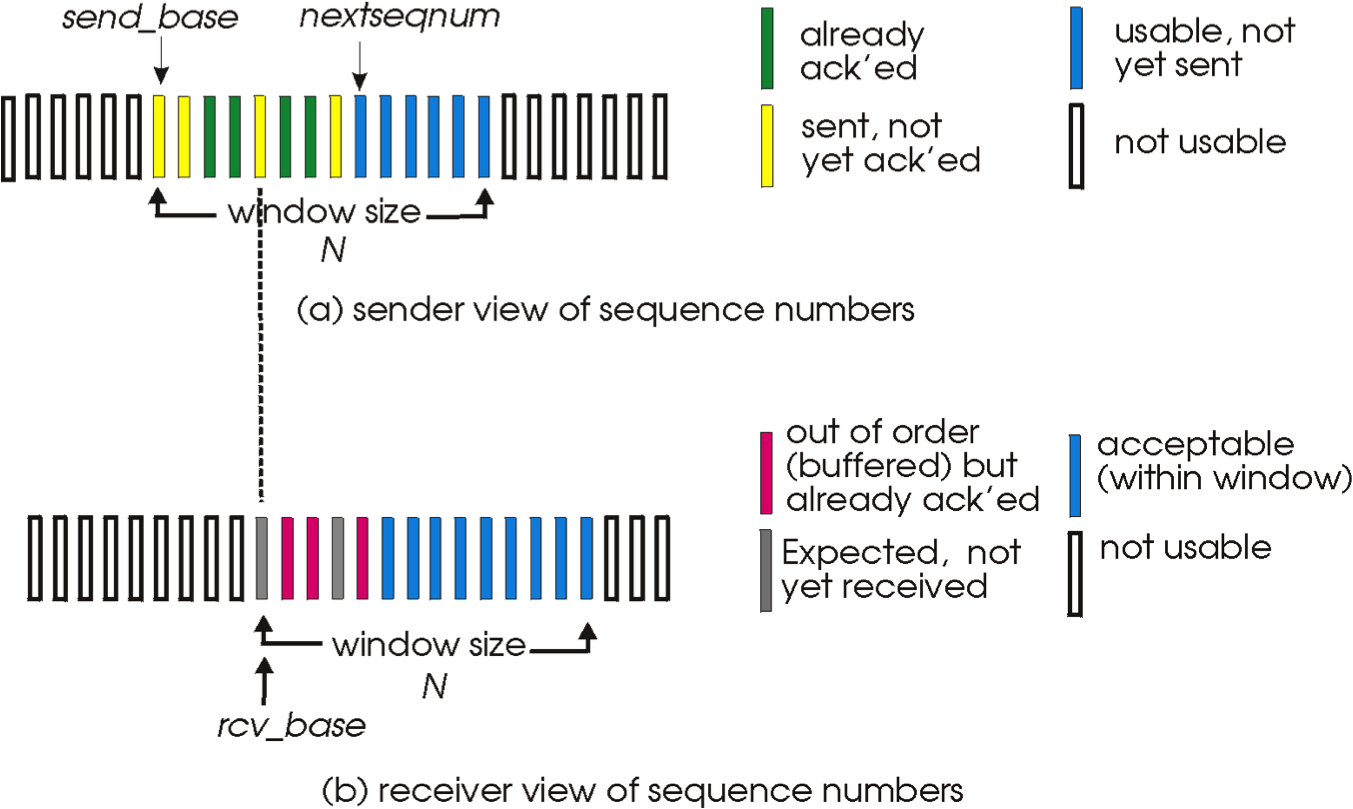 send_base
nextseqnum
already
ack'ed
usable, not
yet sent
sent, not
yet ack'ed
not usable
window size
N
(a) sender view of sequence numbers
out of order
(buffered) but
already ack'ed
acceptable
(within window)
Expected, not
yet received
not usable
window size
N
rcv_base
(b) receiver view of sequence numbers